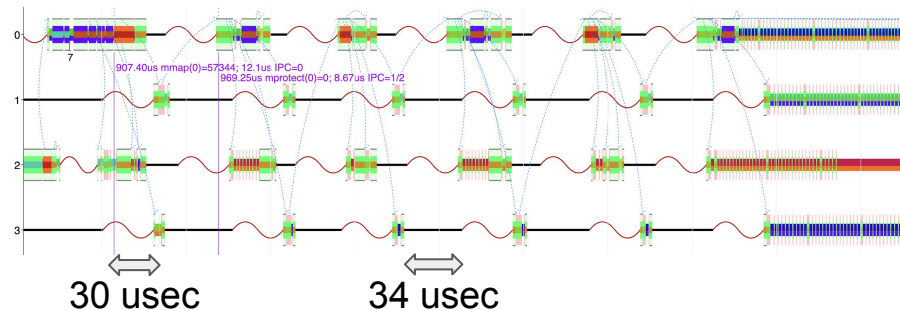 0
7
907.40us mmap(0)=57344; 12.1us IPC=0
969.25us mprotect(0)=0; 8.67us IPC=1/2
1
2
3
30 usec
34 usec